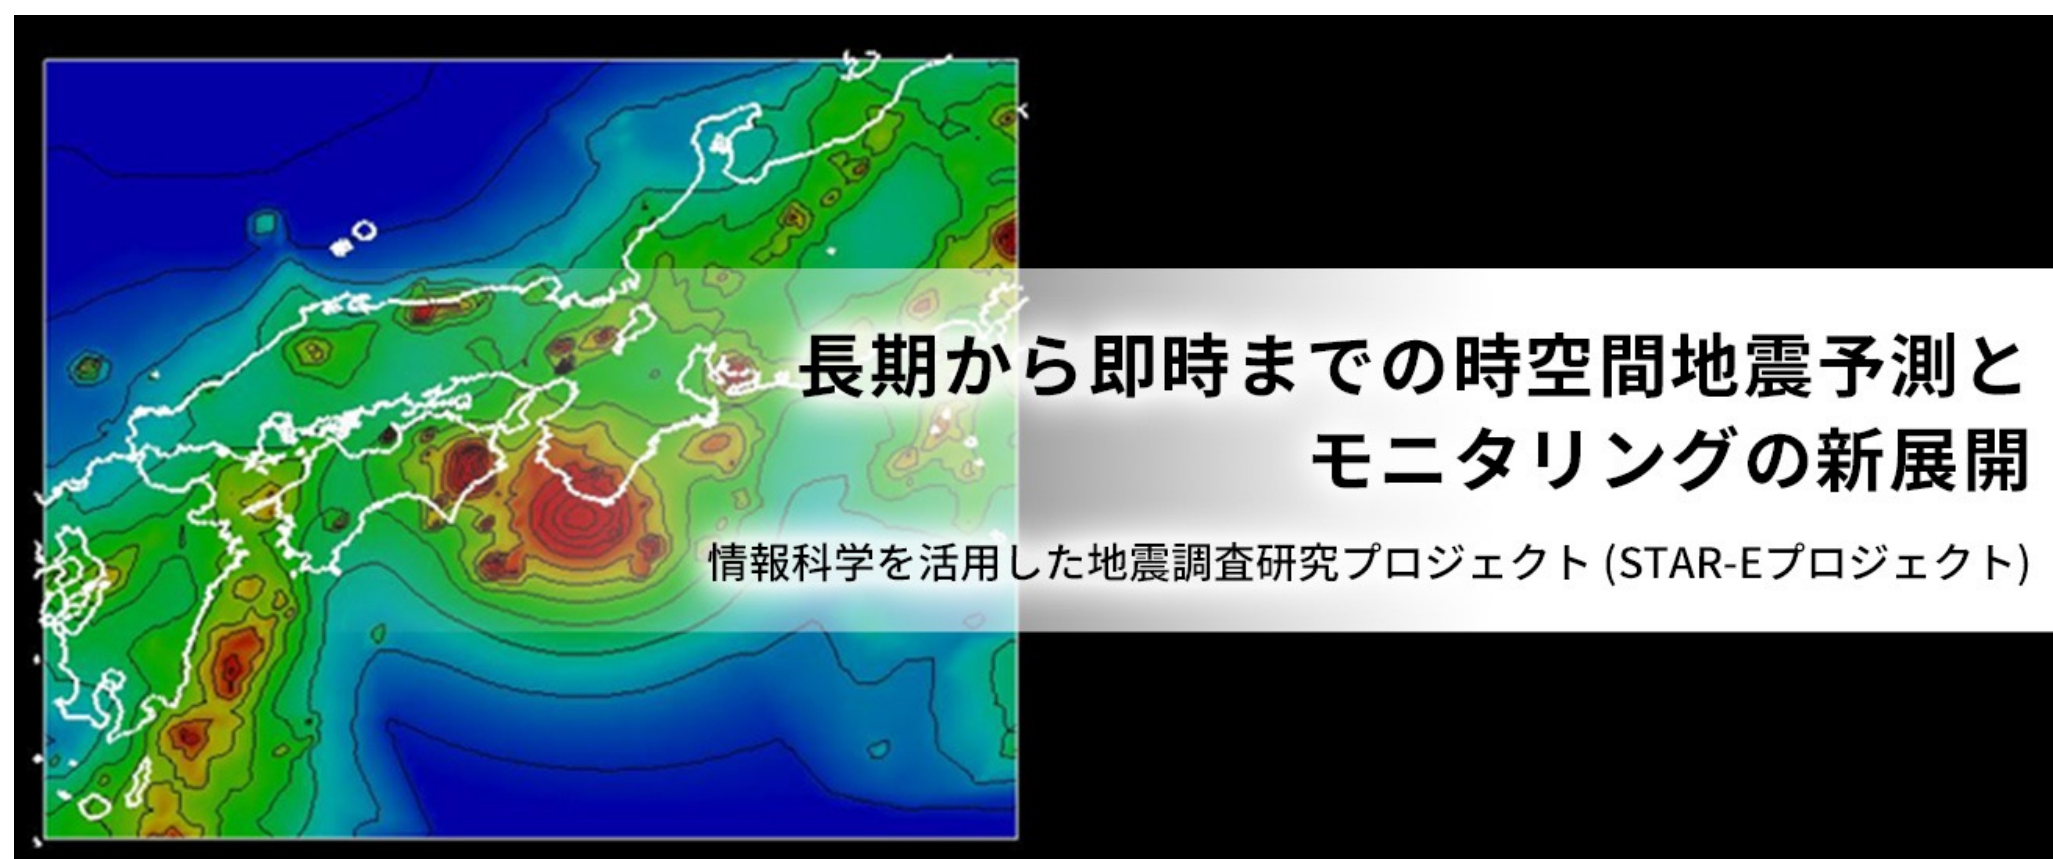 長期から即時までの時空間地震予測と
モニタリングの新展開
情報科学を活用した地震調査研究プロジェクト (STAR-Eプロジェクト)